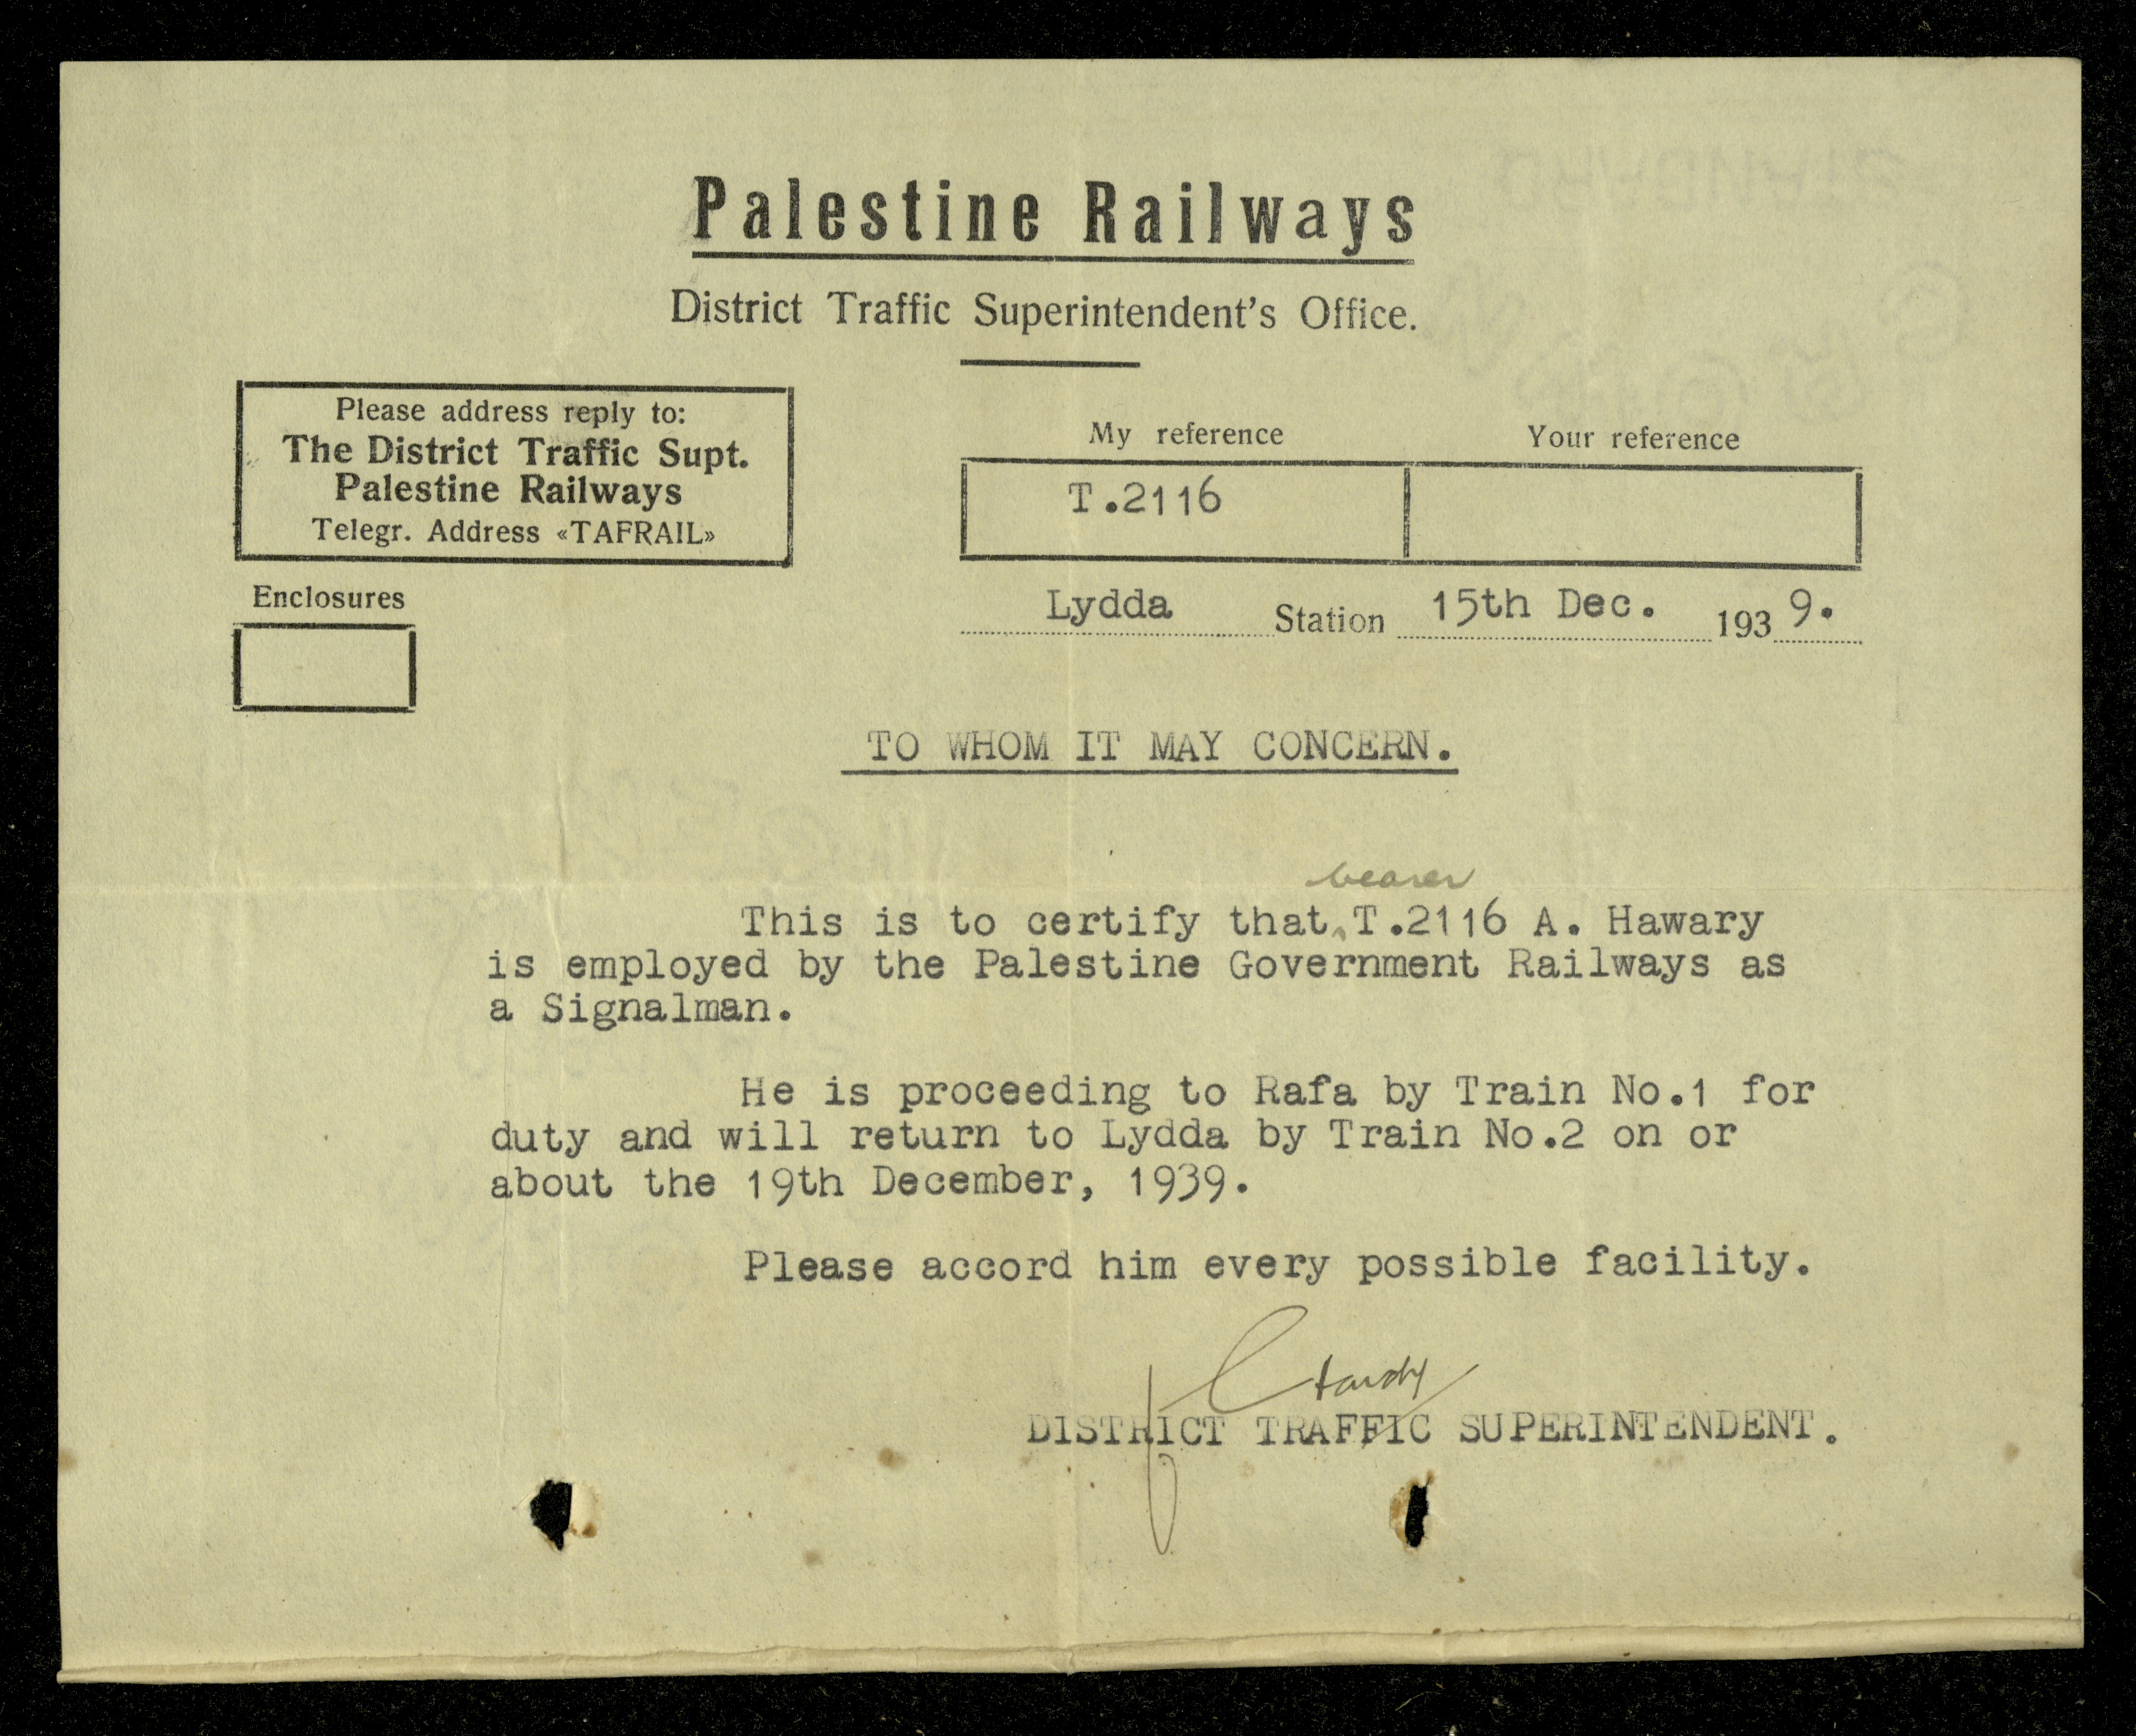 Palestine Railways
District Traffic Superintendent's Office.
Please address reply to:
The District Traffic Supt.
Palestine Railways
Telegr. Address «TAFRAIL»
Enclosures
My reference
Your reference
T.2116
Lydda Station 15th Dec. 1939.
TO WHOM IT MAY CONCERN.
bearer
This is to certify that T.2116 A. Hawary
is employed by the Palestine Government Railways as
a Signalman.
He is proceeding to Rafa by Train No.1 for
duty and will return to Lydda by Train No.2 on or
about the 19th December, 1939.
Please accord him every possible facility.
DISTRICT TRAFFIC SUPERINTENDENT.